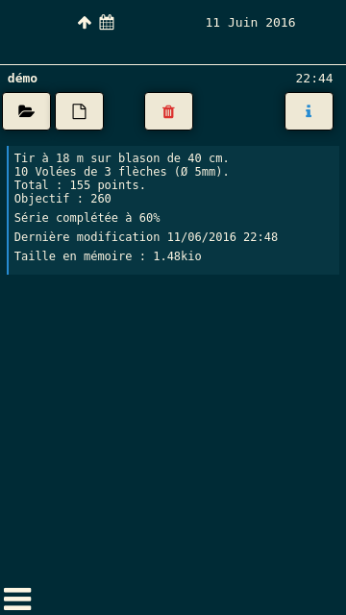 11 Juin 2016
démo 22:44
Tir à 18 m sur blason de 40 cm.
10 Volées de 3 flèches (Ø 5mm).
Total : 155 points.
Objectif : 260
Série complétée à 60%
Dernière modification 11/06/2016 22:48
Taille en mémoire : 1.48kio